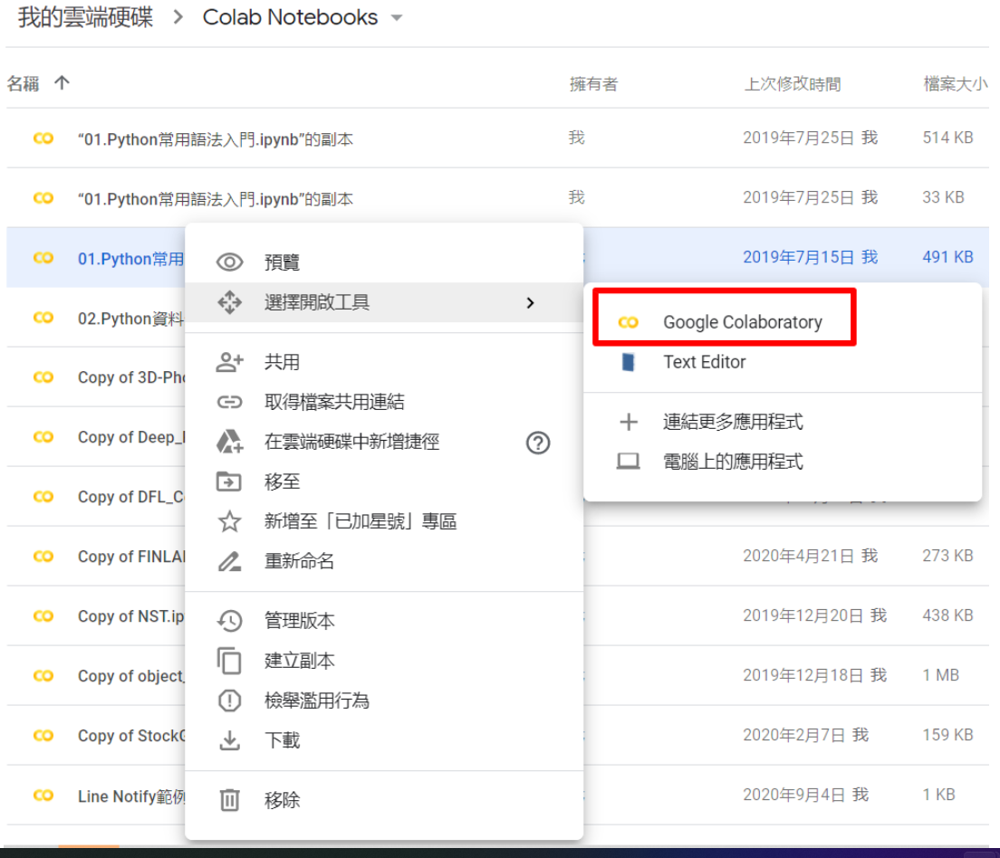 我的雲端硬碟 > Colab Notebooks
名稱 擁有者 上次修改時間 檔案大小
“01.Python常用語法入門.ipynb”的副本 我 2019年7月25日 我 514 KB
“01.Python常用語法入門.ipynb”的副本 我 2019年7月25日 我 33 KB
01.Python常用 2019年7月15日 我 491 KB
預覽
選擇開啟工具
Google Colaboratory
Text Editor
連結更多應用程式
電腦上的應用程式
共用
取得檔案共用連結
在雲端硬碟中新增捷徑
移至
新增至「已加星號」專區
重新命名
管理版本
建立副本
檢舉濫用行為
下載
移除
02.Python資料
Copy of 3D-Pho
Copy of Deep_
Copy of DFL_C
Copy of FINLA 2020年4月21日 我 273 KB
Copy of NST.ip 2019年12月20日 我 438 KB
Copy of object_ 2019年12月18日 我 1 MB
Copy of Stock 2020年2月7日 我 159 KB
Line Notify範例 2020年9月4日 我 1 KB